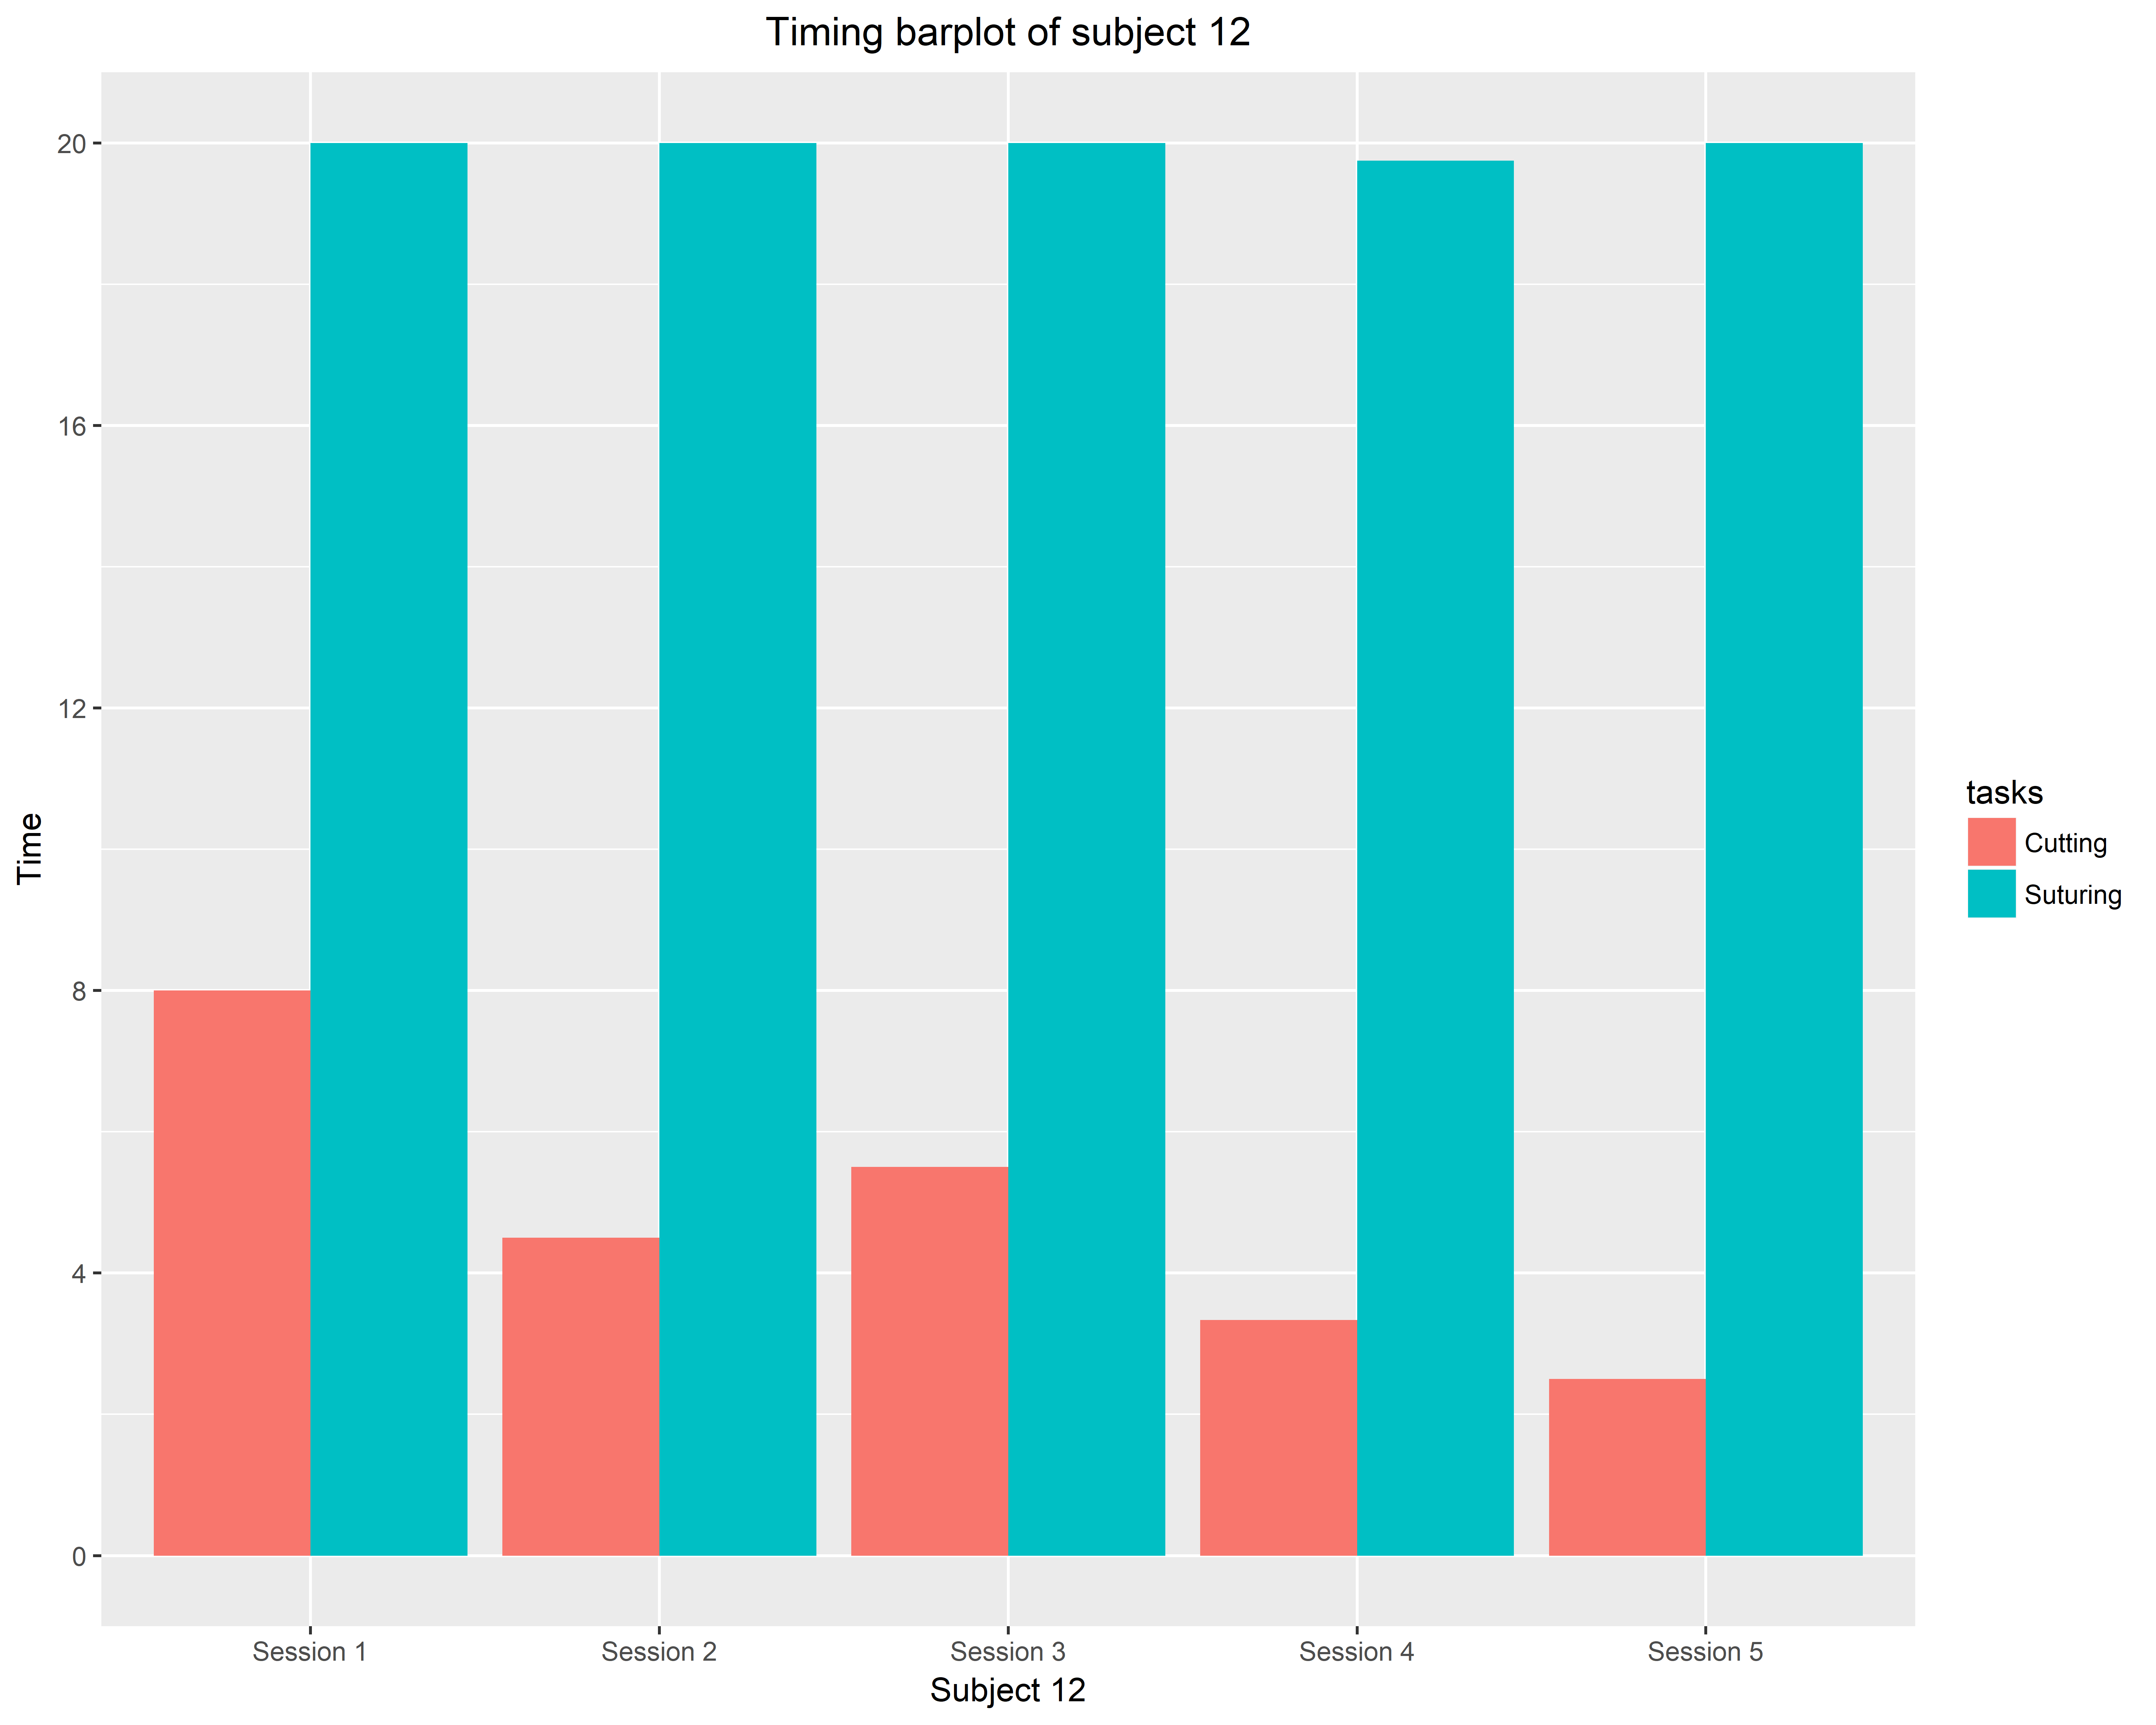 Timing barplot of subject 12
20
16
12
8
4
0
Time
Session 1 Session 2 Session 3 Session 4 Session 5
Subject 12
tasks
Cutting
Suturing